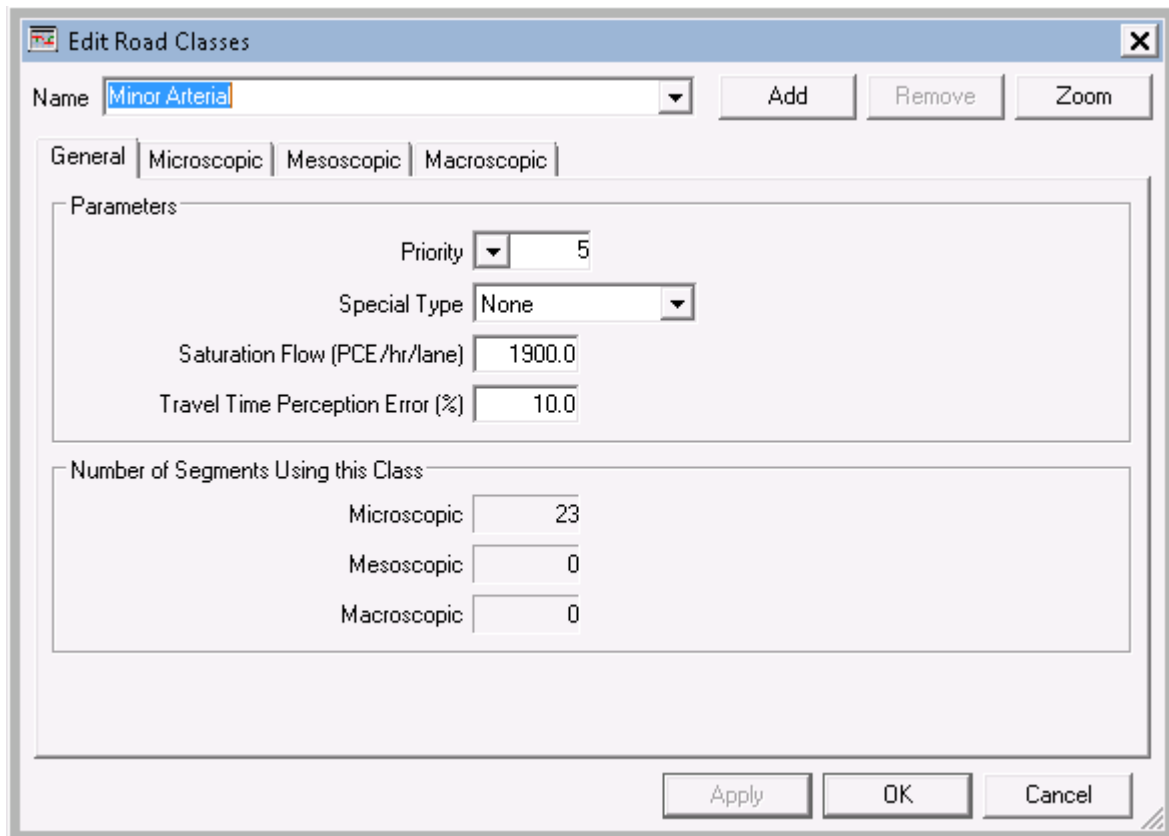 Edit Road Classes
Name Minor Arterial Add Remove Zoom
General Microscopic Mesoscopic Macroscopic
Parameters
Priority 5
Special Type None
Saturation Flow (PCE/hr/lane) 1900.0
Travel Time Perception Error (%) 10.0
Number of Segments Using this Class
Microscopic 23
Mesoscopic 0
Macroscopic 0
Apply OK Cancel